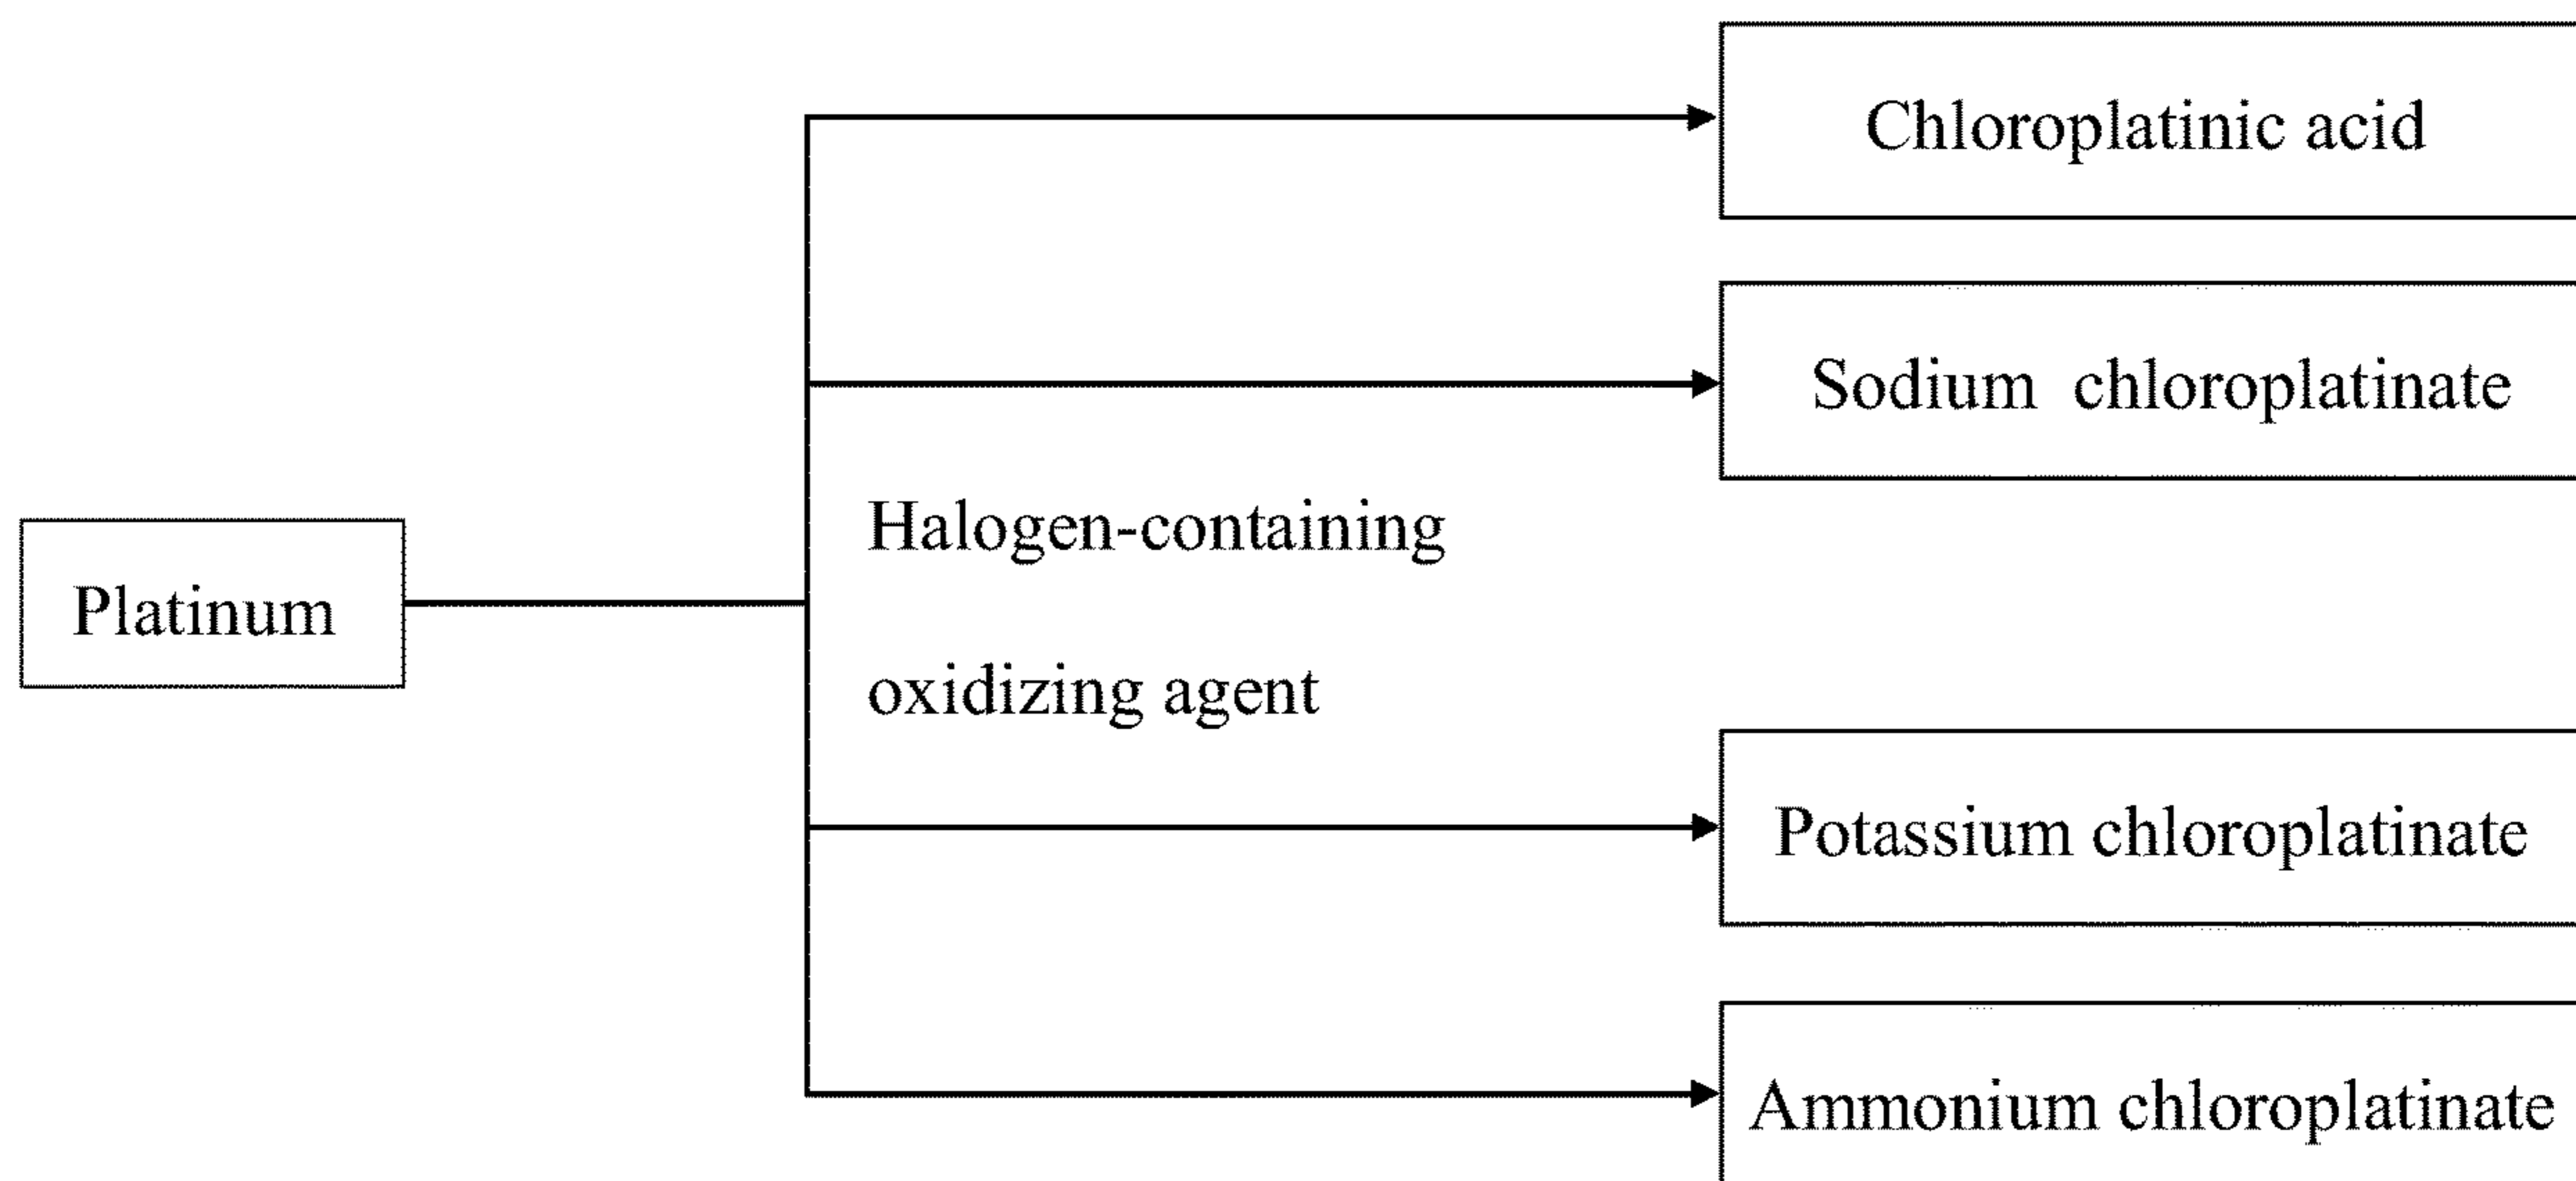 Chloroplatinic acid
Sodium chloroplatinate
Halogen-containing
Platinum
oxidizing agent
Potassium chloroplatinate
Ammonium chloroplatinate